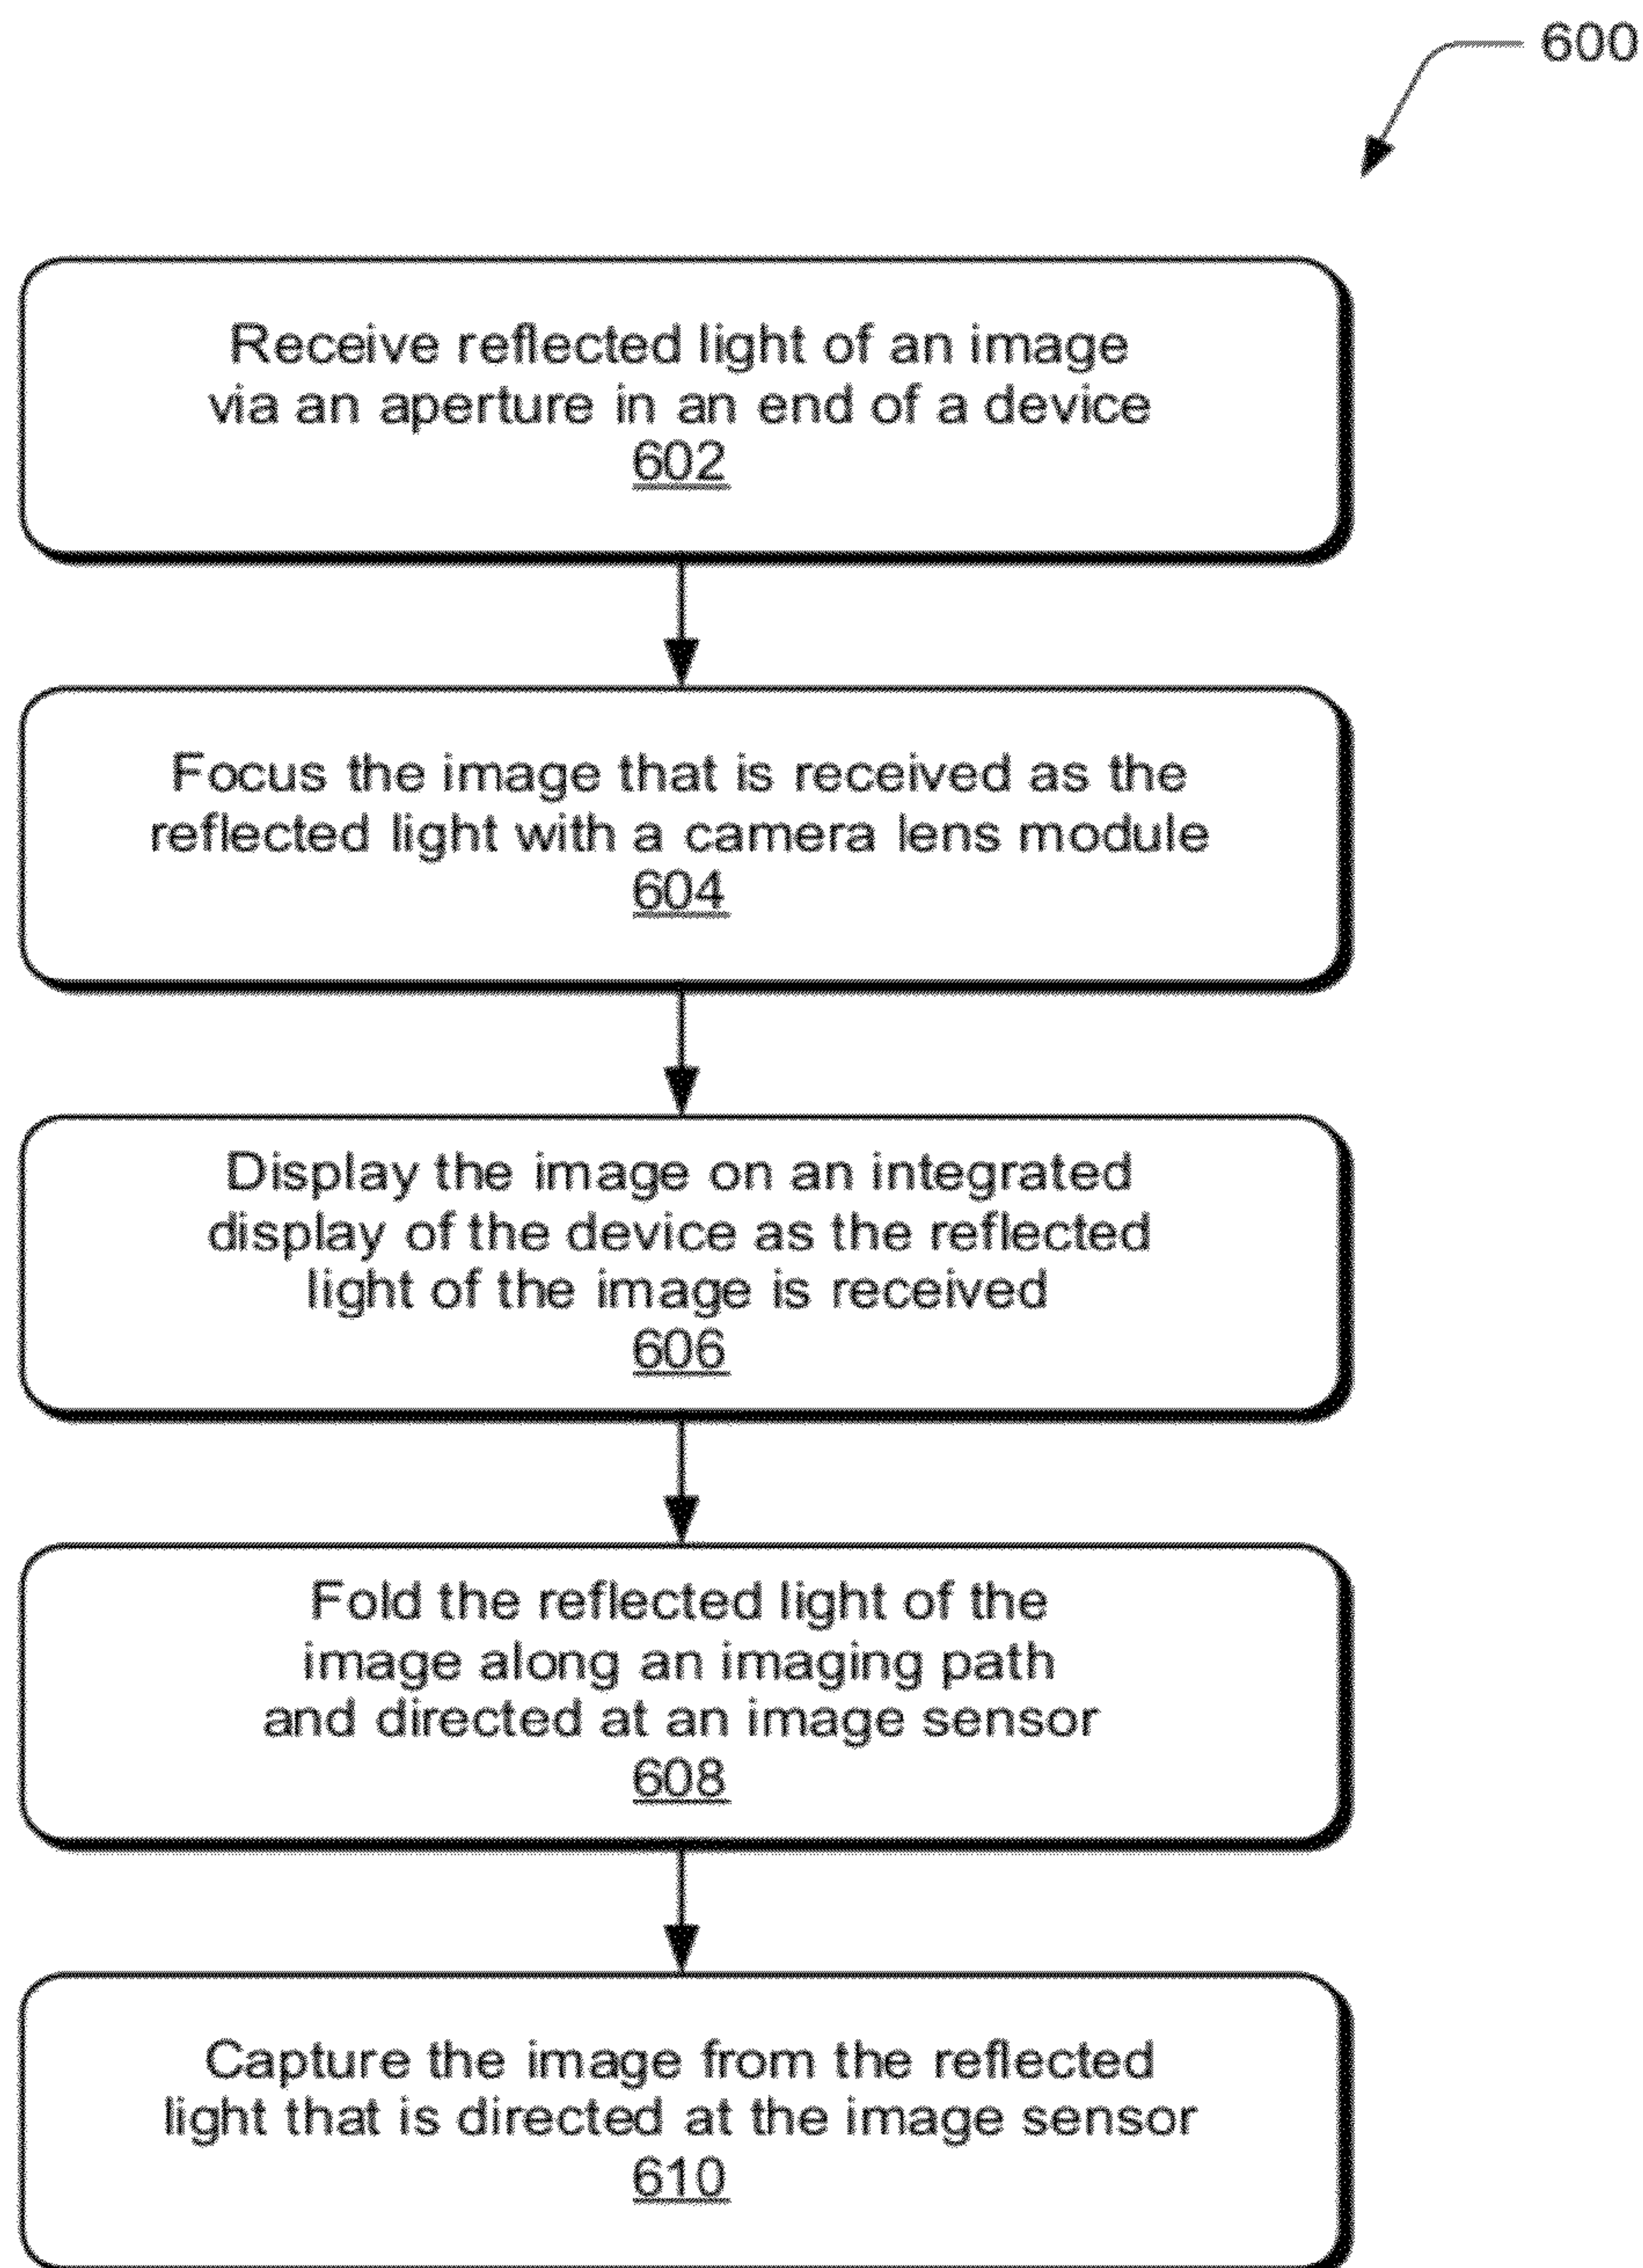 600
Receive reflected light of an image
via an aperture in an end of a device
602
Focus the image that is received as the
reflected light with a camera lens module
604
Display the image on an integrated
display of the device as the reflected
light of the image is received
606
Fold the reflected light of the
image along an imaging path
and directed at an image sensor
608
Capture the image from the reflected
light that is directed at the image sensor
610